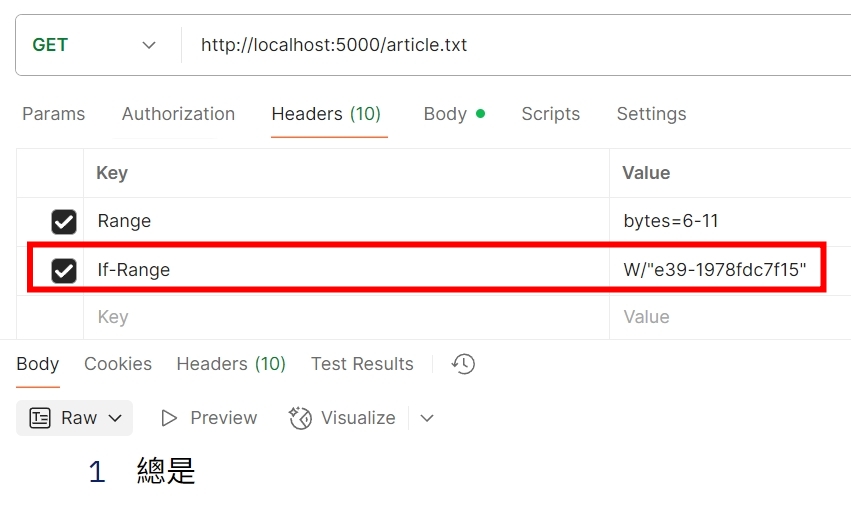 GET http://localhost:5000/article.txt
Params Authorization Headers (10) Body Scripts Settings
Key Value
Range bytes=6-11
If-Range W/"e39-1978fdc7f15"
Key Value
Body Cookies Headers (10) Test Results
Raw Preview Visualize
1 總是